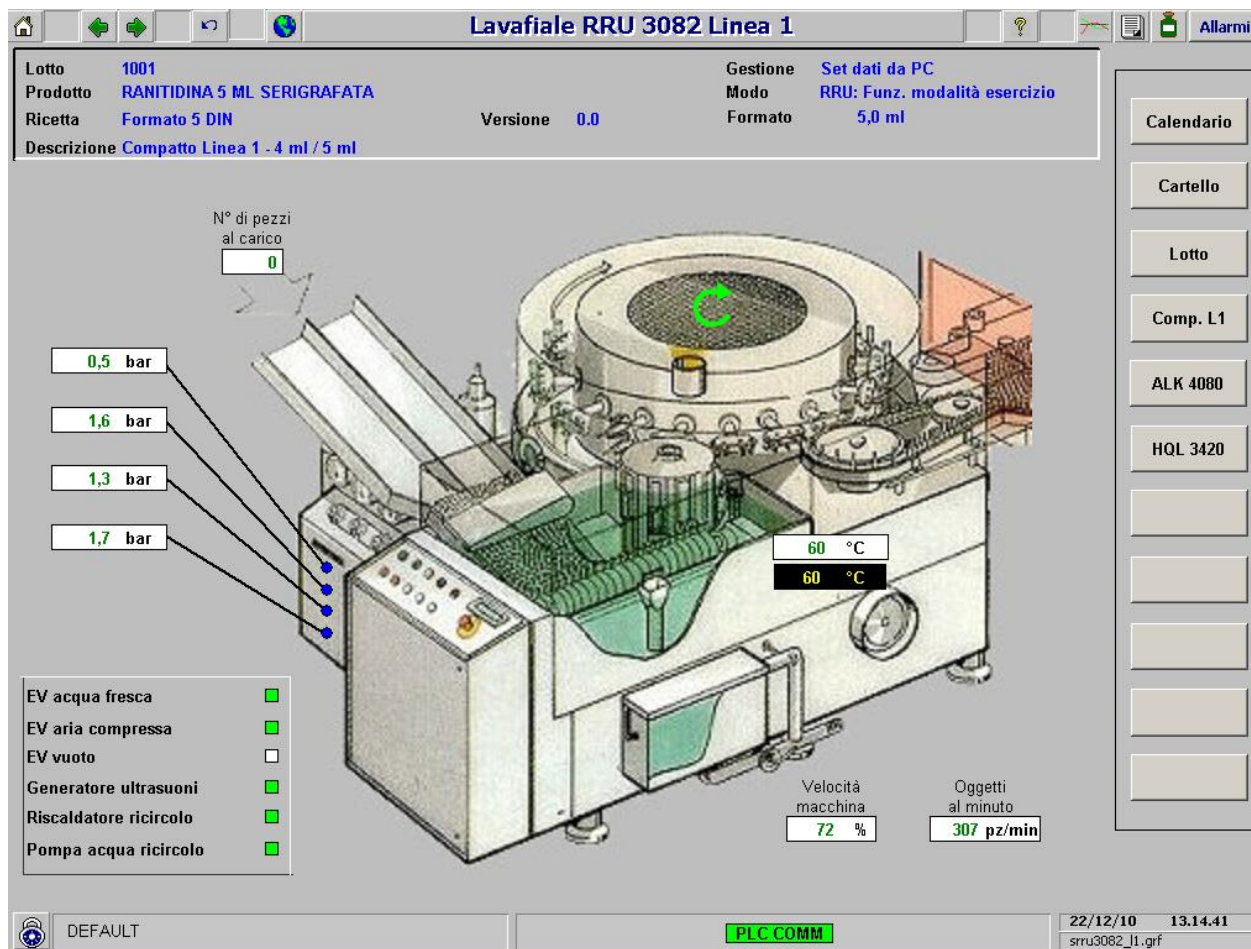 Lavafiale RRU 3082 Linea 1
Allarmi
Lotto 1001
Gestione Set dati da PC
Prodotto RANITIDINA 5 ML SERIGRAFATA
Modo RRU: Funz. modalità esercizio
Ricetta Formato 5 DIN
Versione 0.0
Formato 5,0 ml
Descrizione Compatto Linea 1 - 4 ml / 5 ml
Calendario
Cartello
Lotto
Comp. L1
ALK 4080
HQL 3420
N° di pezzi
al carico
0
0,5 bar
1,6 bar
1,3 bar
1,7 bar
60 °C
60 °C
EV acqua fresca
EV aria compressa
EV vuoto
Generatore ultrasuoni
Riscaldatore ricircolo
Pompa acqua ricircolo
Velocità
macchina
72 %
Oggetti
al minuto
307 pz/min
DEFAULT
PLC COMM
22/12/10 13.14.41
srru3082_l1.grf